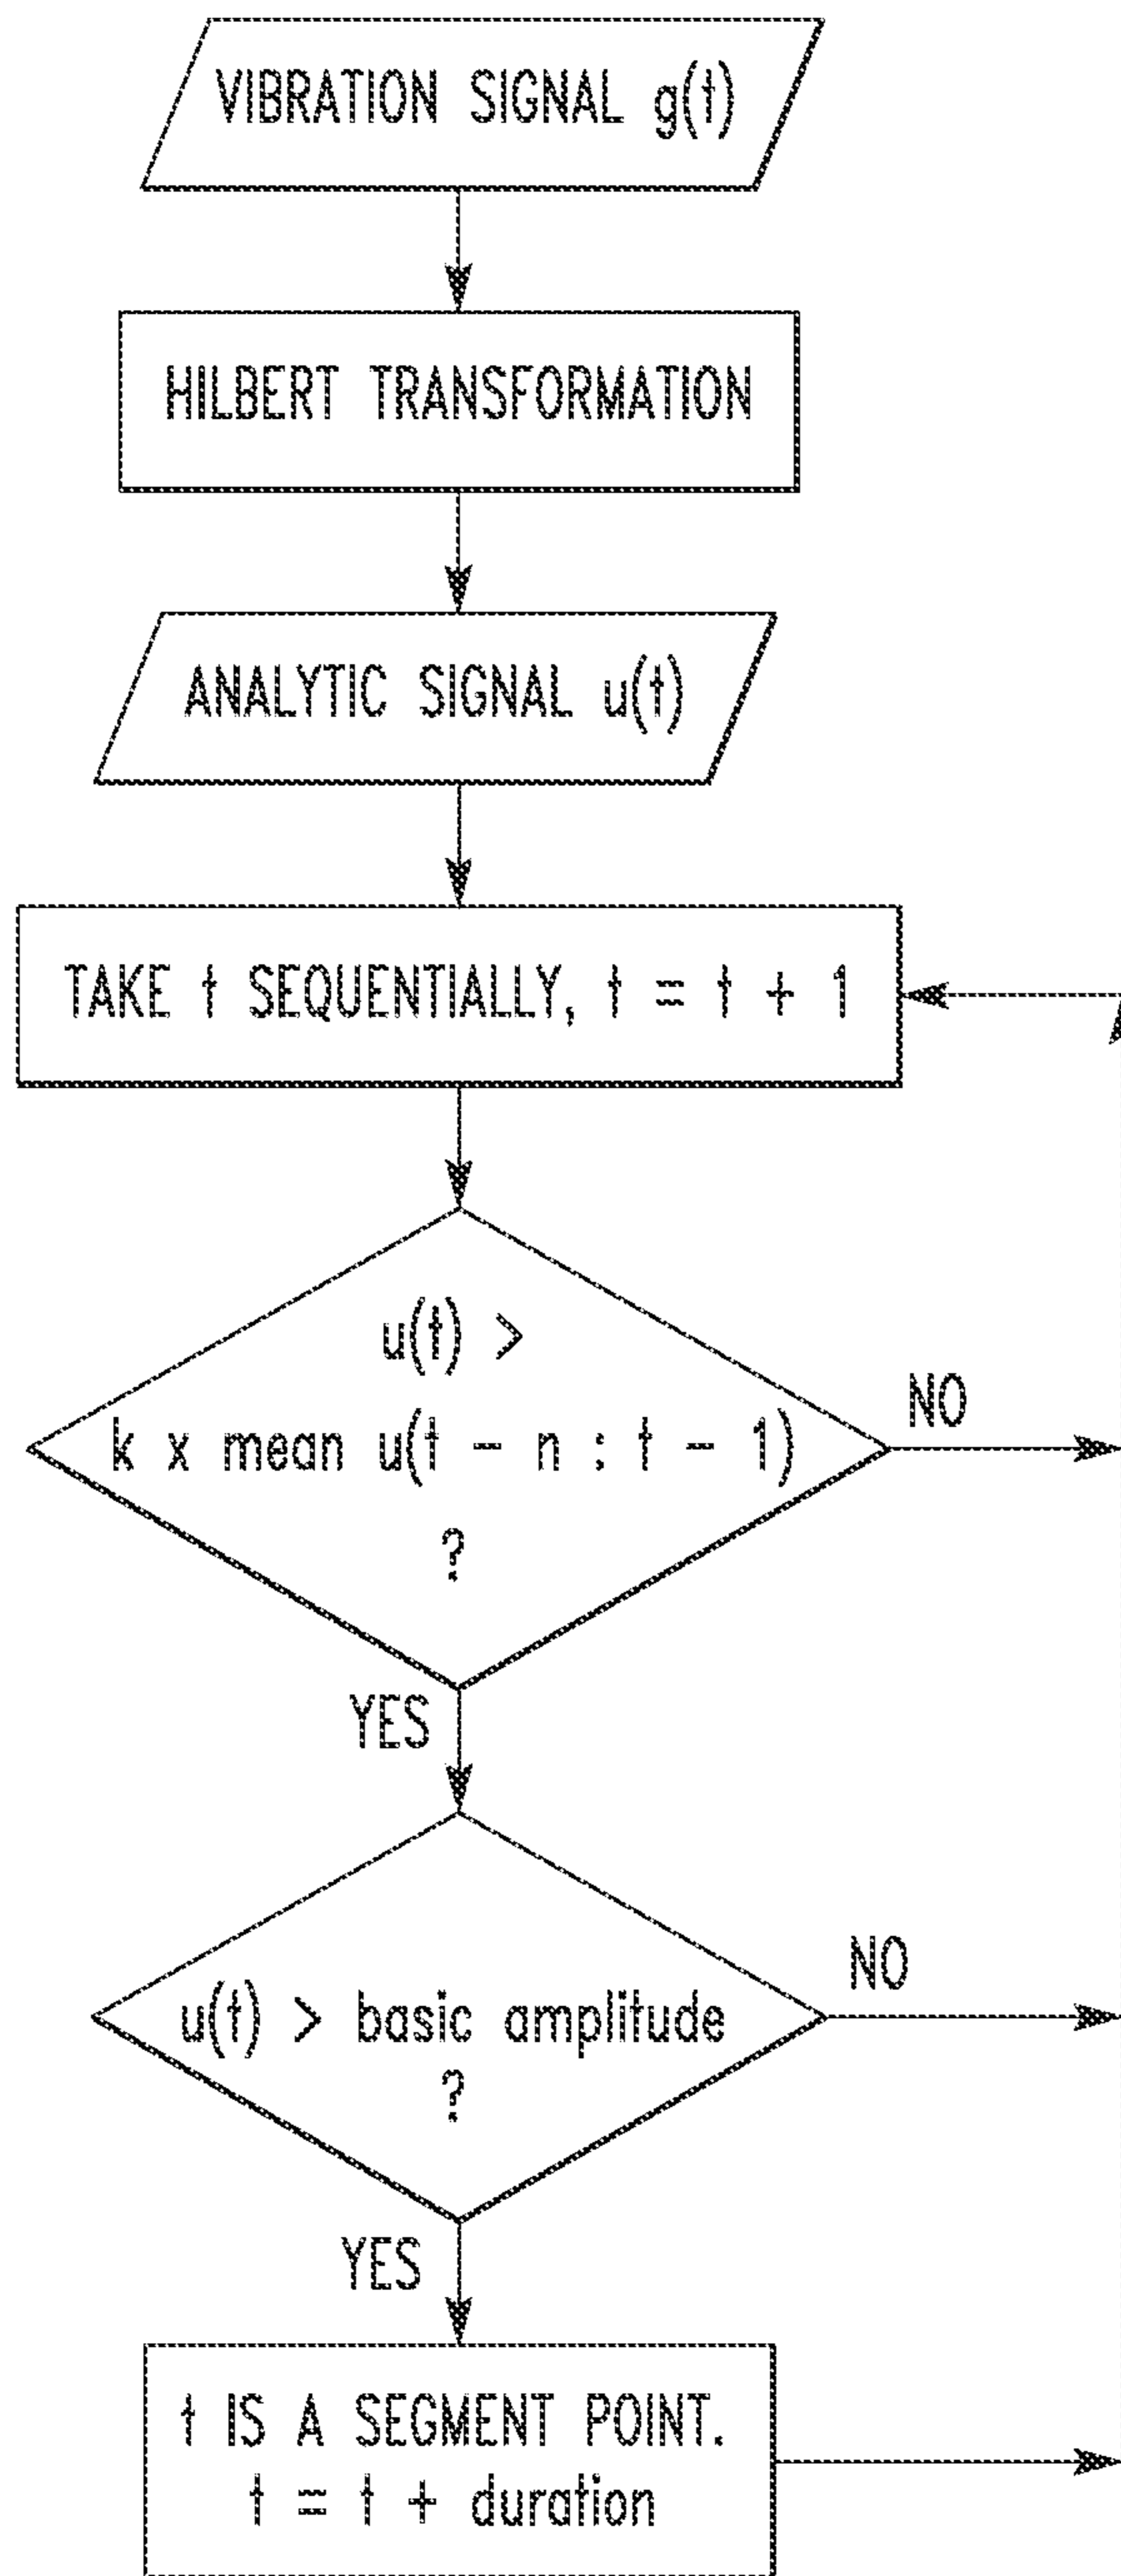 VIBRATION SIGNAL g(t)
HILBERT TRANSFORMATION
ANALYTIC SIGNAL u(t)
TAKE t SEQUENTIALLY, t = t + 1
u(t) >
k x mean u(t - n : t - 1)
?
NO
YES
u(t) > basic amplitude
?
NO
YES
t IS A SEGMENT POINT.
t = t + duration